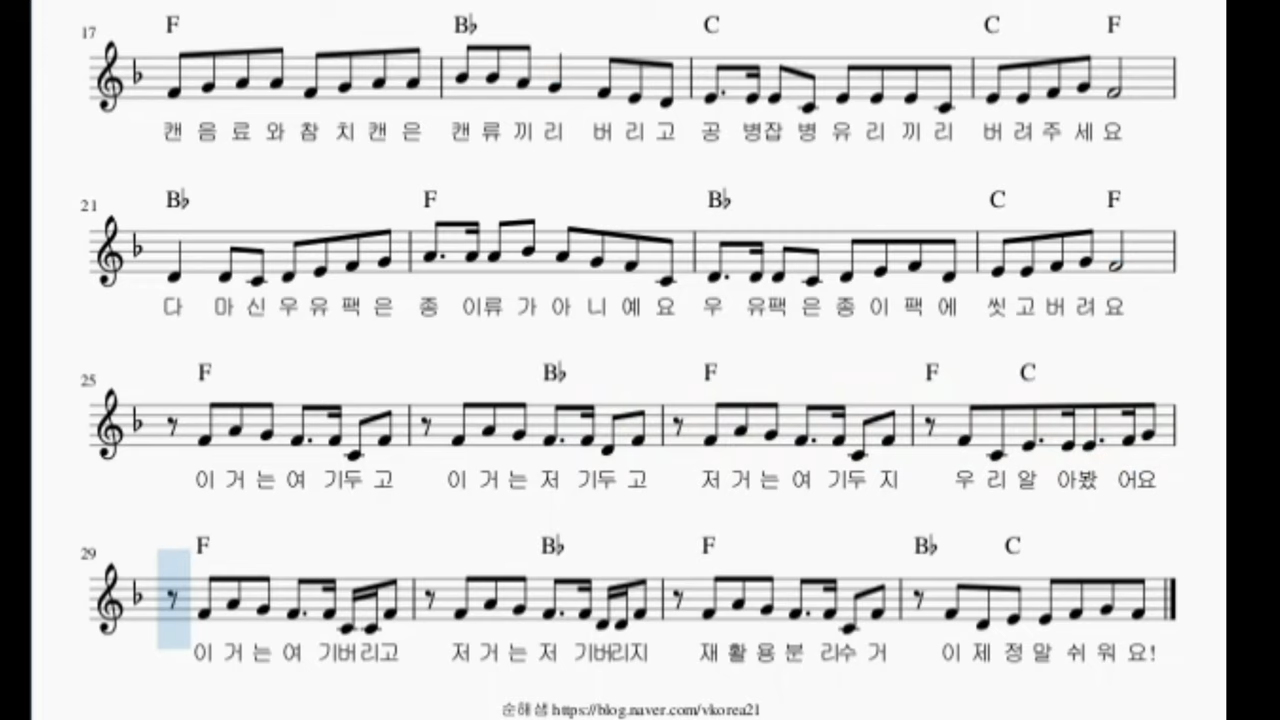 17 F B♭ C C F
캔 음 료 와 참 치 캔 은 캔 류 끼 리 버 리 고 공 병잡 병 유 리 끼 리 버 려 주 세 요
21 B♭ F B♭ C F
다 마 신 우 유 팩 은 종 이류 가 아 니 예 요 우 유팩 은 종 이 팩 에 씻 고 버 려 요
25 F B♭ F F C
이 거 는 여 기두 고 이 거 는 저 기두 고 저 거 는 여 기두 지 우 리 알 아봤 어요
29 F B♭ F B♭ C
이 거 는 여 기버리고 저 거 는 저 기버리지 재 활 용 분 리수 거 이 제 정 말 쉬 워 요!
순해샘 https://blog.naver.com/vkorea21